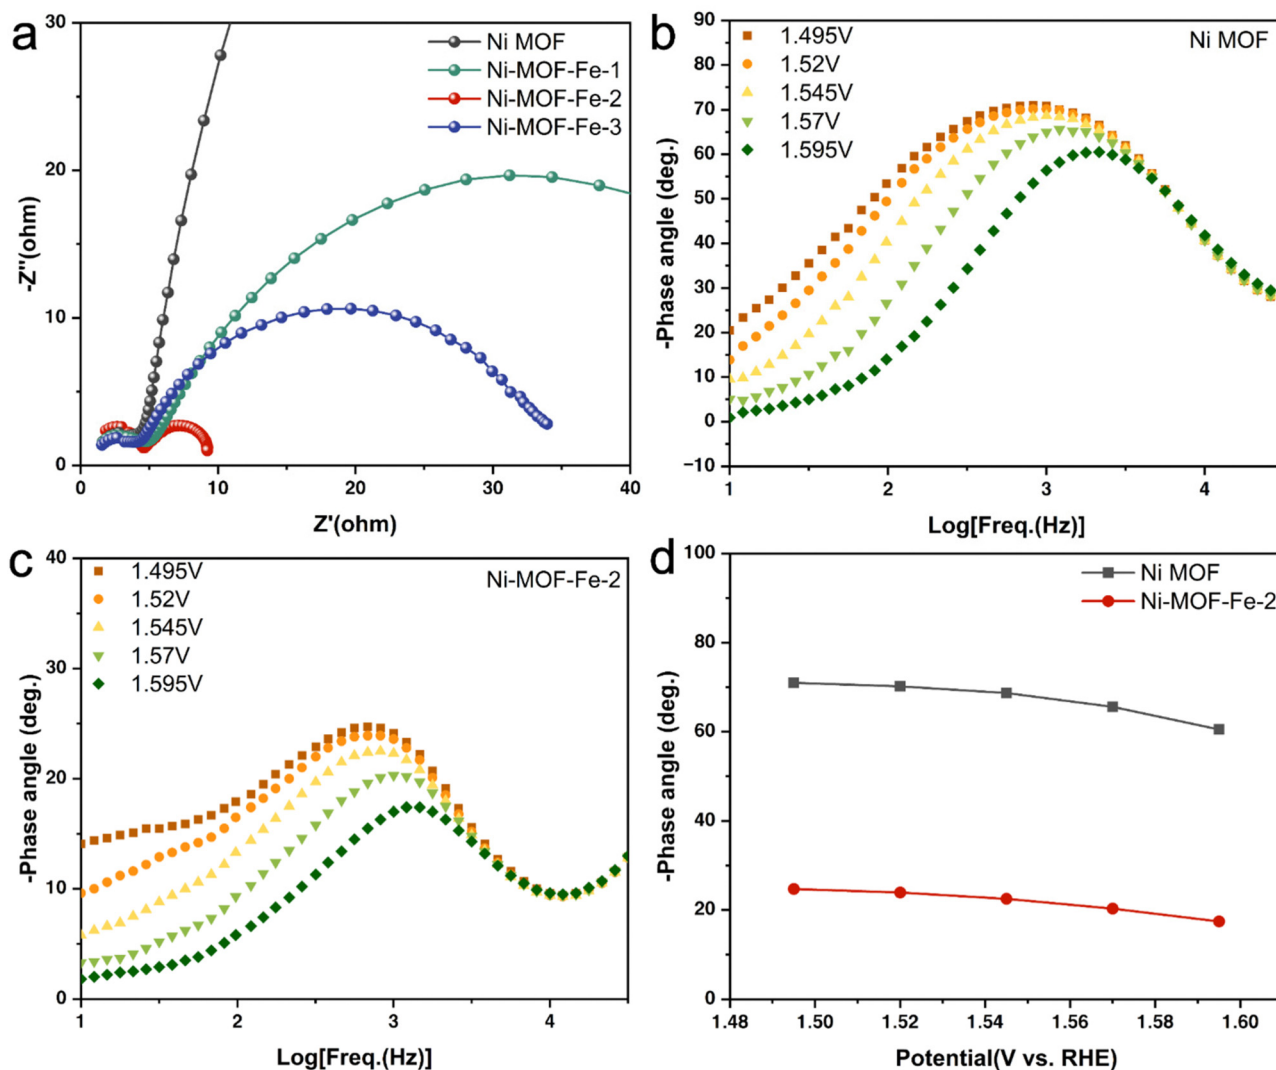 a
30
20
10
0
-Z''(ohm)
Ni MOF
Ni-MOF-Fe-1
Ni-MOF-Fe-2
Ni-MOF-Fe-3
0 10 20 30 40
Z'(ohm)
b
90
80
70
60
50
40
30
20
10
0
−10
-Phase angle (deg.)
1.495V
1.52V
1.545V
1.57V
1.595V
Ni MOF
1 2 3 4
Log[Freq.(Hz)]
c
40
30
20
10
0
-Phase angle (deg.)
1.495V
1.52V
1.545V
1.57V
1.595V
Ni-MOF-Fe-2
1 2 3 4
Log[Freq.(Hz)]
d
100
80
60
40
20
0
-Phase angle (deg.)
Ni MOF
Ni-MOF-Fe-2
1.48 1.50 1.52 1.54 1.56 1.58 1.60
Potential(V vs. RHE)